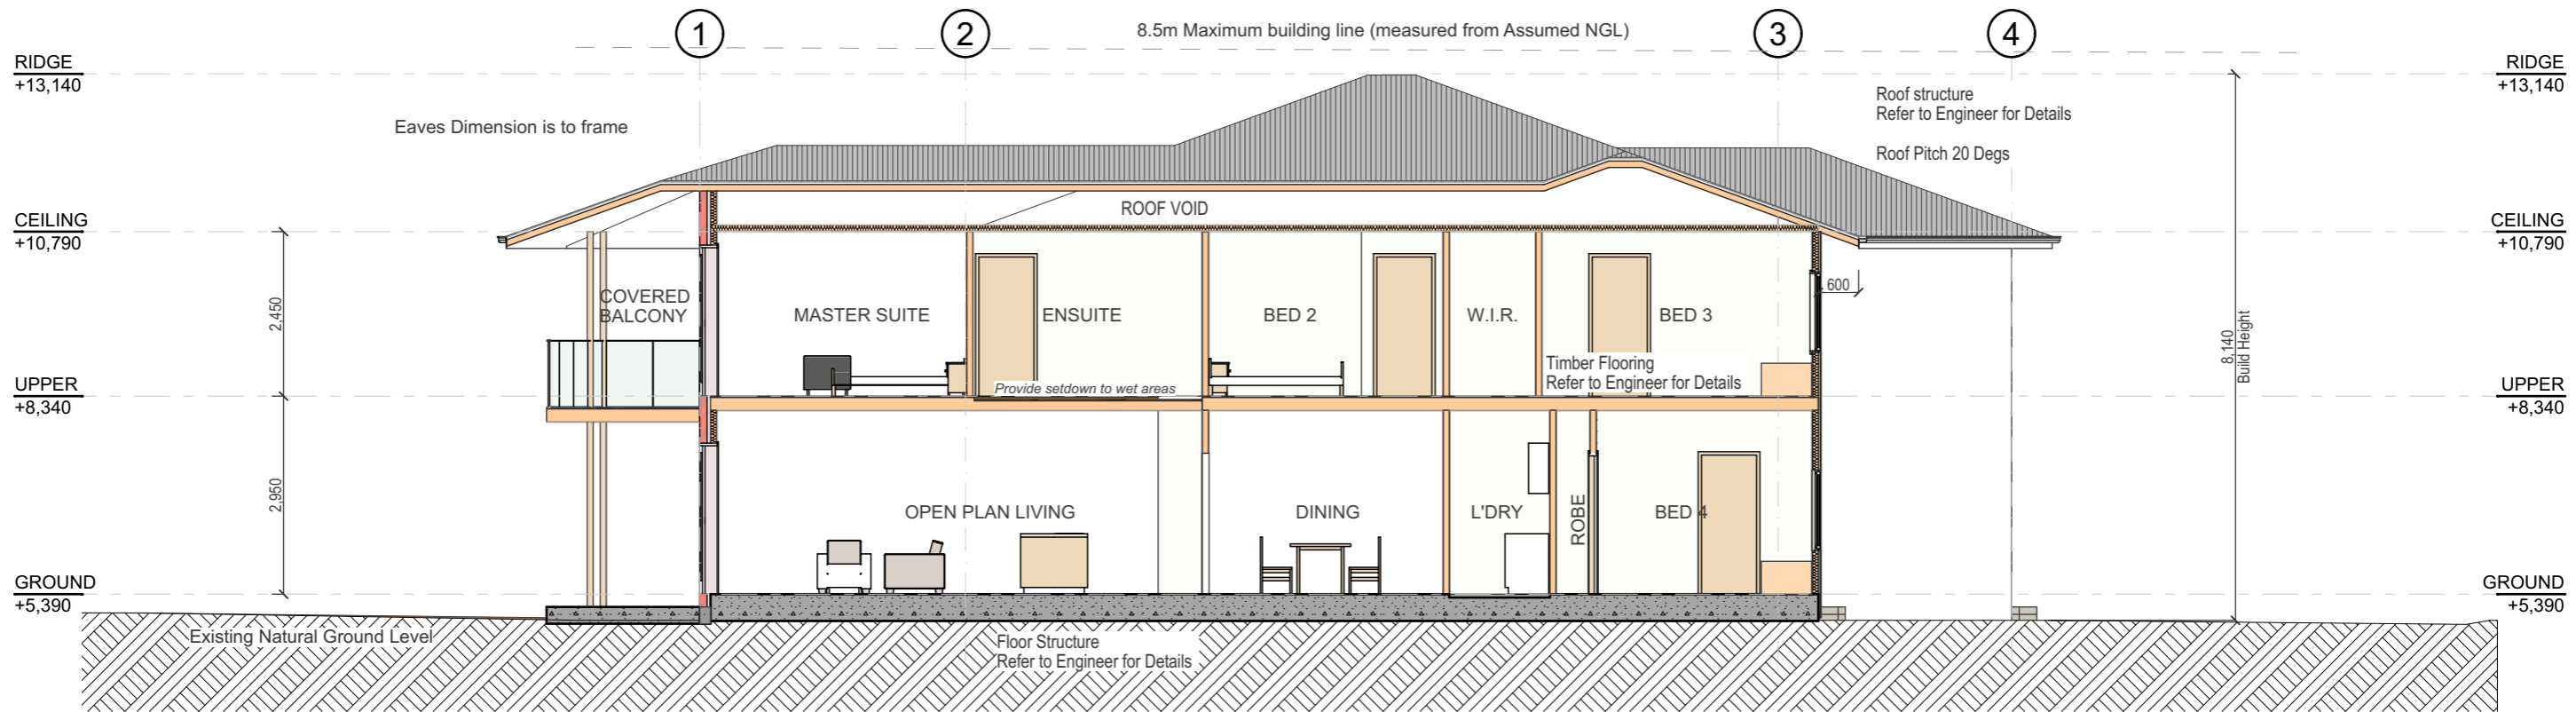 1
2
8.5m Maximum building line (measured from Assumed NGL)
3
4
RIDGE
+13,140
RIDGE
+13,140
Roof structure
Refer to Engineer for Details
Eaves Dimension is to frame
Roof Pitch 20 Degs
CEILING
+10,790
ROOF VOID
CEILING
+10,790
2,450
COVERED
BALCONY
MASTER SUITE
ENSUITE
BED 2
W.I.R.
BED 3
600
8,140
Build Height
Timber Flooring
Refer to Engineer for Details
Provide setdown to wet areas
UPPER
+8,340
UPPER
+8,340
2,950
OPEN PLAN LIVING
DINING
L'DRY
ROBE
BED 4
GROUND
+5,390
GROUND
+5,390
Existing Natural Ground Level
Floor Structure
Refer to Engineer for Details